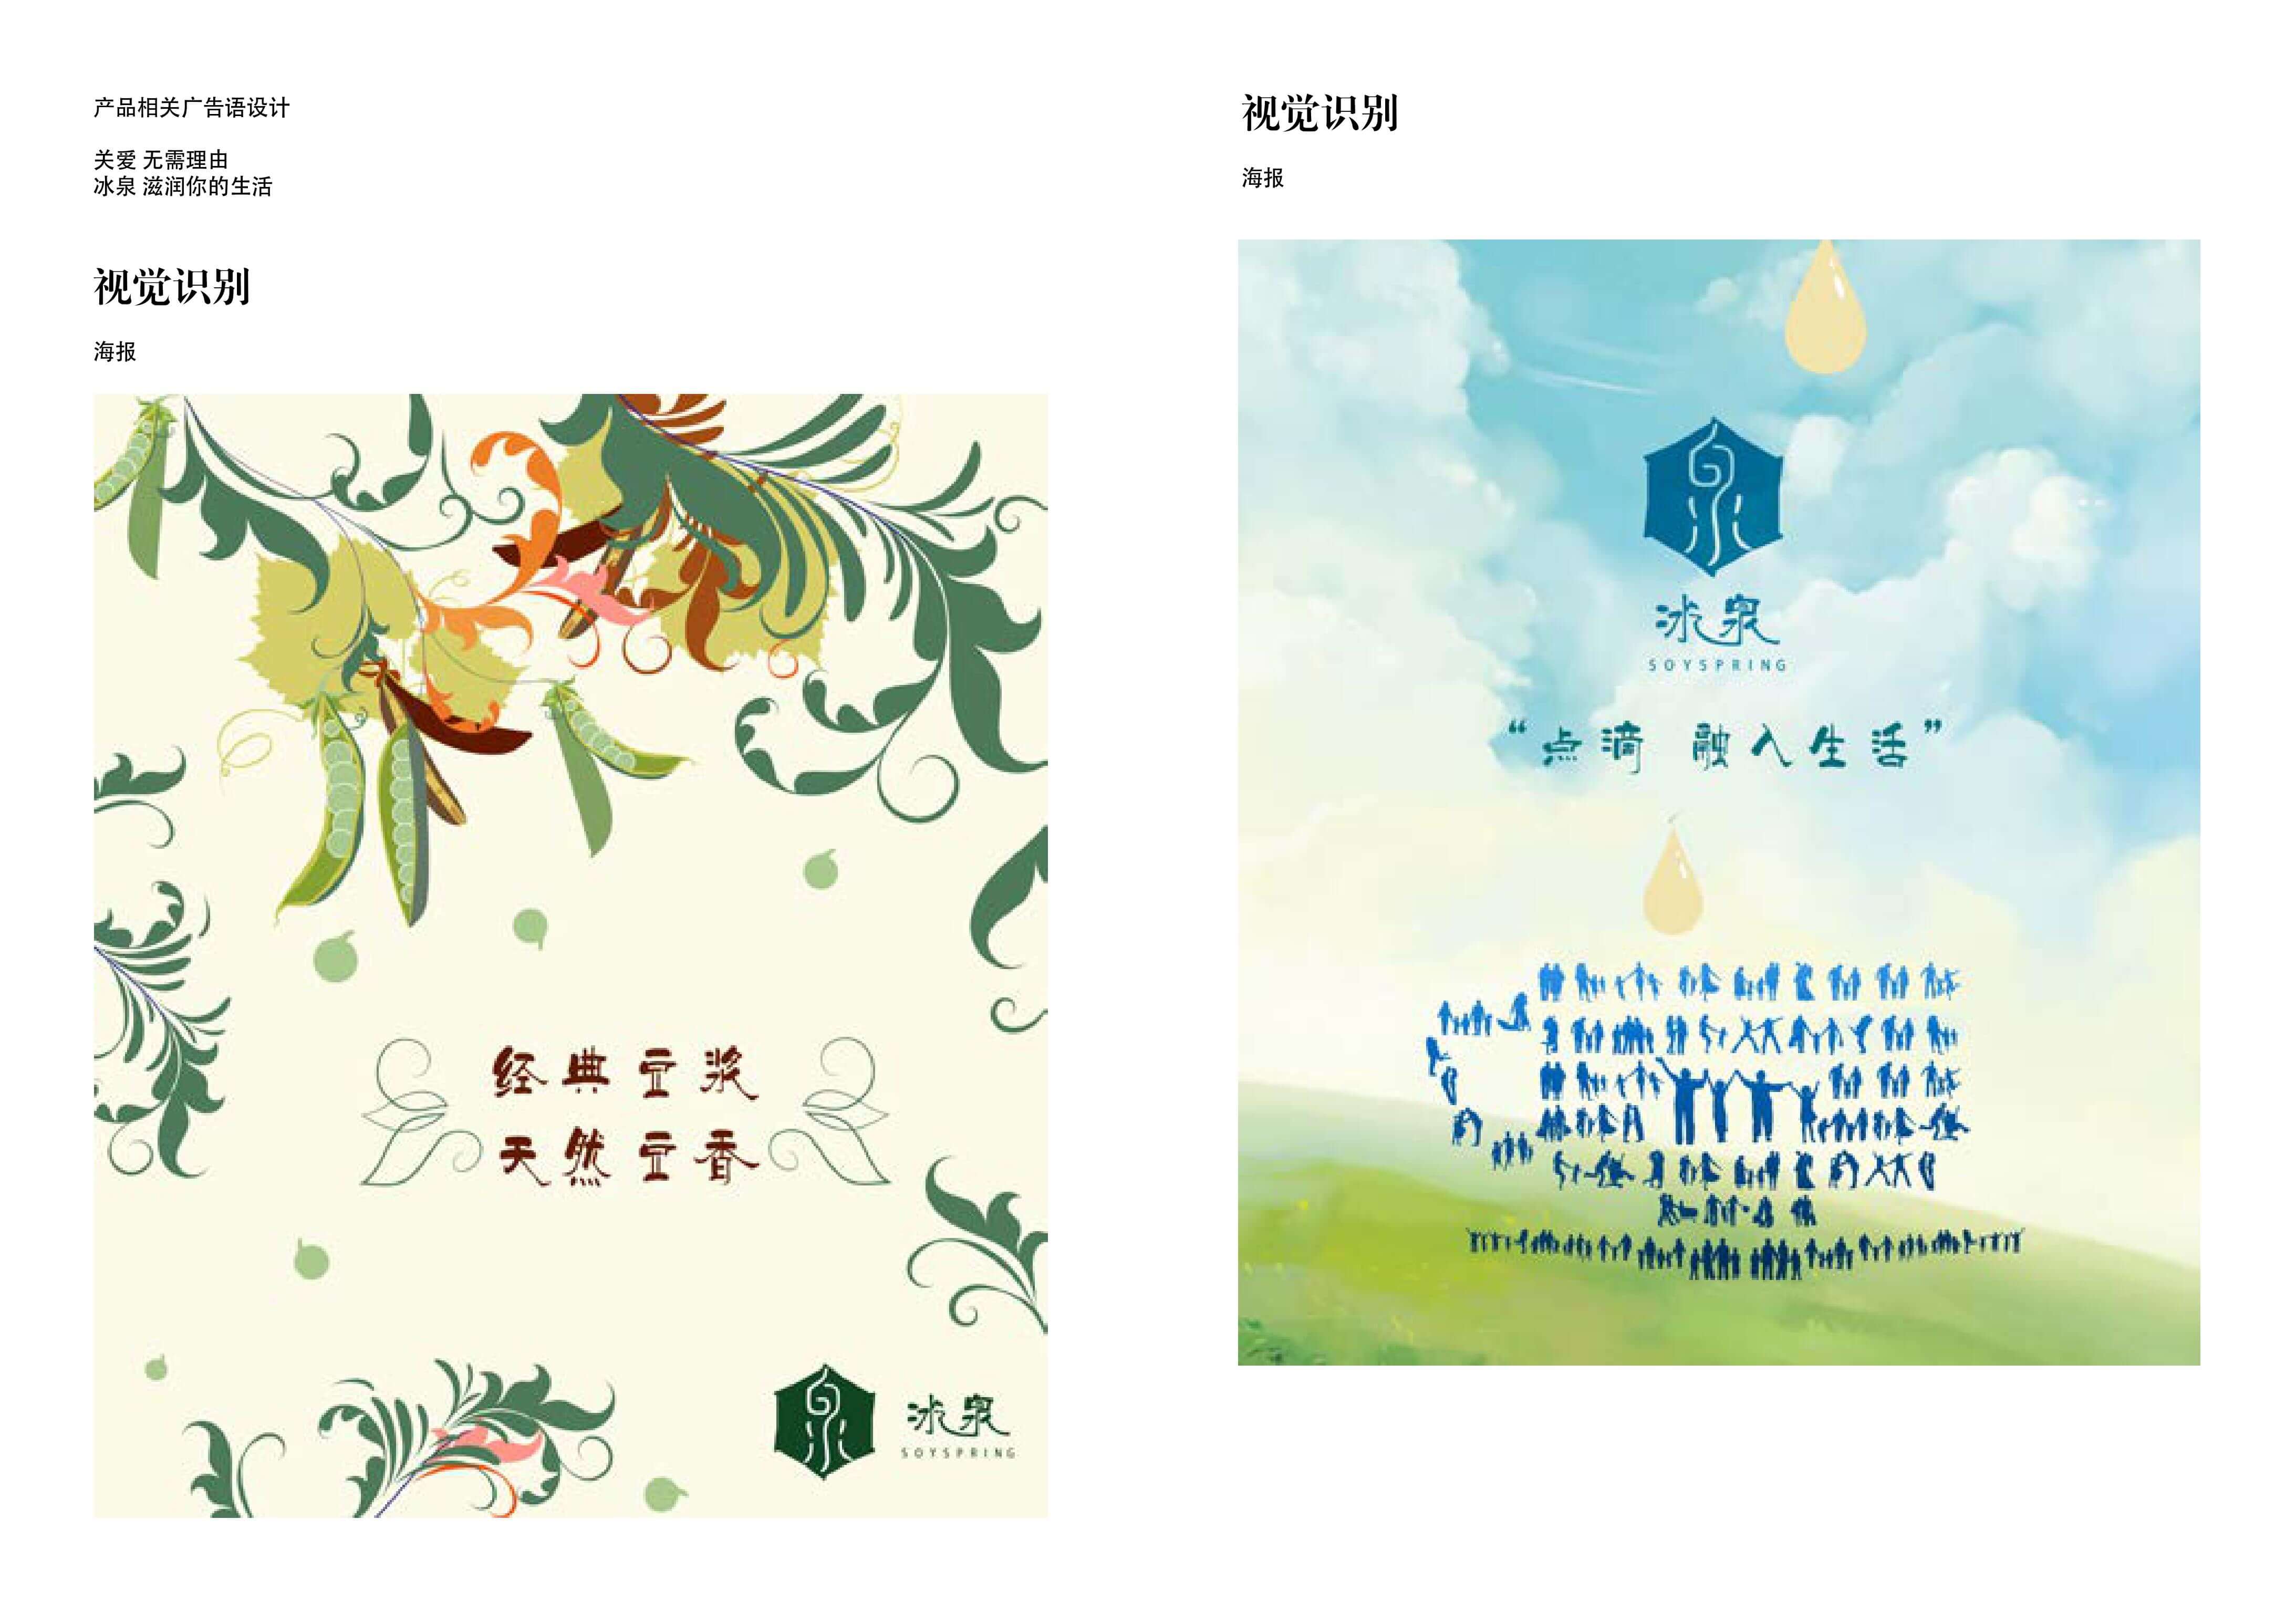 产品相关广告语设计
关爱 无需理由
冰泉 滋润你的生活
视觉识别
海报
经典豆浆
天然豆香
泉
冰泉
SOYSPRING
视觉识别
海报
泉
冰泉
SOYSPRING
“点滴 融入生活”